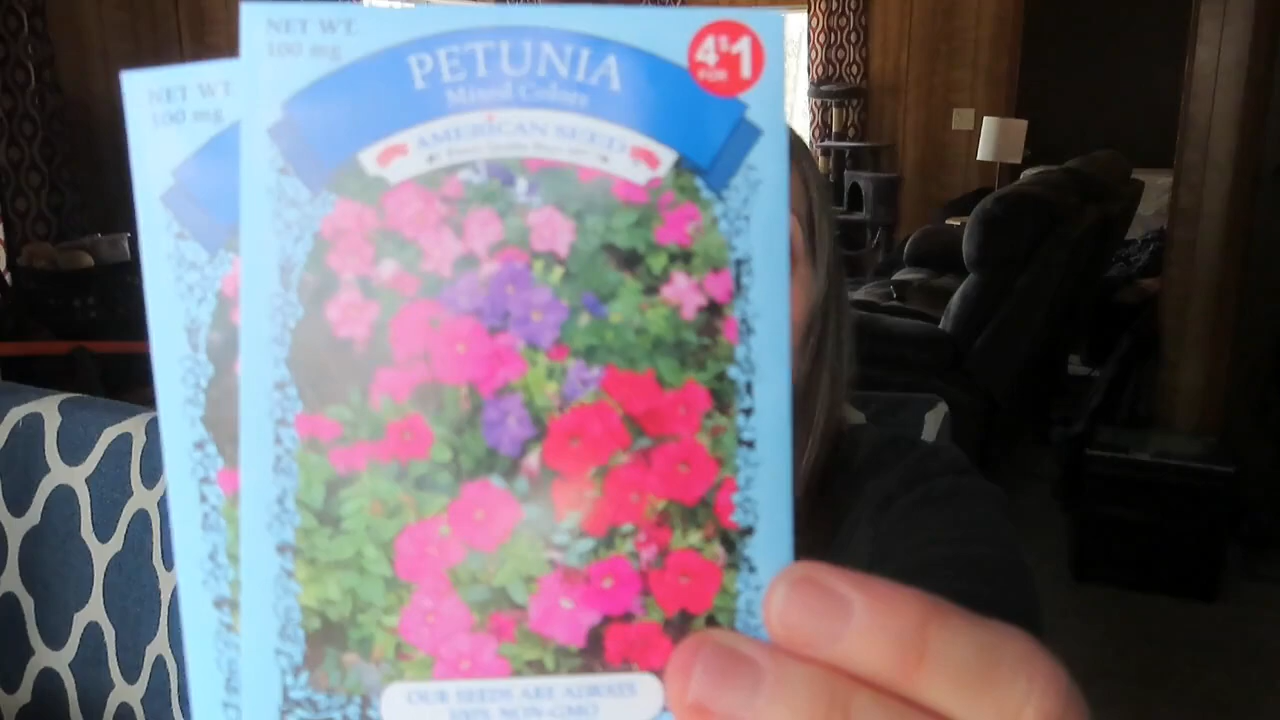 NET WT.
100 mg
PETUNIA
Mixed Colors
4 FOR $1
AMERICAN SEED
OUR SEEDS ARE ALWAYS
100% NON-GMO
NET WT
100 mg